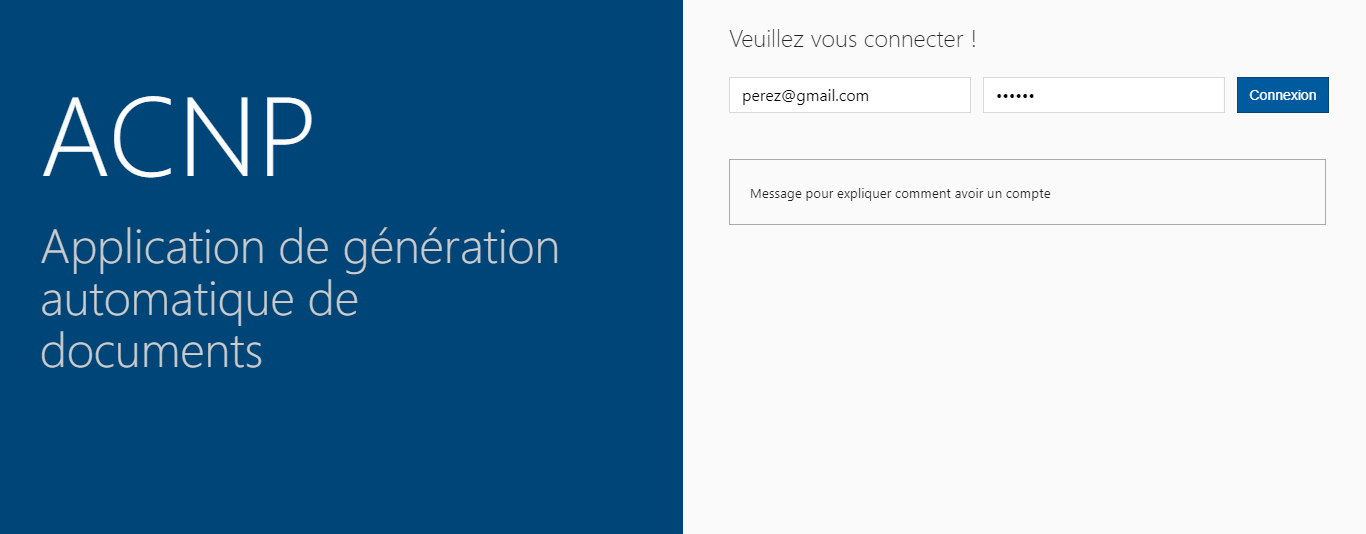 ACNP
Application de génération
automatique de
documents
Veuillez vous connecter !
perez@gmail.com
••••••
Connexion
Message pour expliquer comment avoir un compte